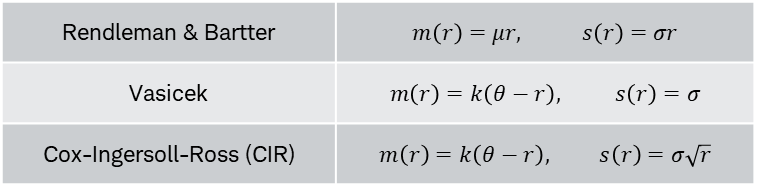 Rendleman & Bartter m(r) = μr, s(r) = σr
Vasicek m(r) = k(θ − r), s(r) = σ
Cox-Ingersoll-Ross (CIR) m(r) = k(θ − r), s(r) = σ√r